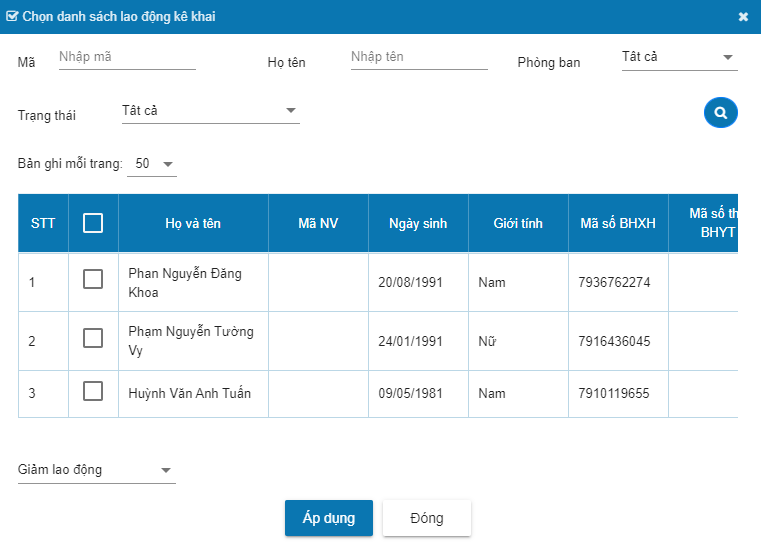 Chọn danh sách lao động kê khai
Mã Nhập mã Họ tên Nhập tên Phòng ban Tất cả
Trạng thái Tất cả
Bản ghi mỗi trang: 50
STT Họ và tên Mã NV Ngày sinh Giới tính Mã số BHXH Mã số th
BHYT
1 Phan Nguyễn Đăng
Khoa 20/08/1991 Nam 7936762274
2 Phạm Nguyễn Tường
Vy 24/01/1991 Nữ 7916436045
3 Huỳnh Văn Anh Tuấn 09/05/1981 Nam 7910119655
Giảm lao động
Áp dụng Đóng